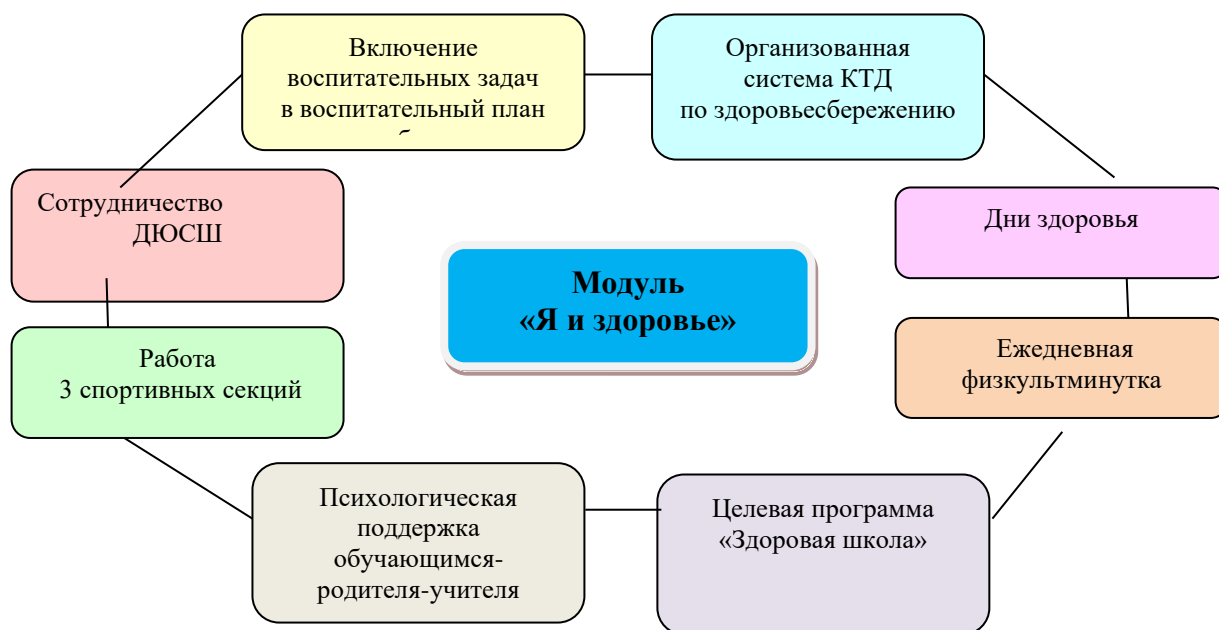 Включение
воспитательных задач
в воспитательный план
Организованная
система КТД
по здоровьесбережению
Сотрудничество
ДЮСШ
Дни здоровья
Модуль
«Я и здоровье»
Работа
3 спортивных секций
Ежедневная
физкультминутка
Психологическая
поддержка
обучающимся-
родителя-учителя
Целевая программа
«Здоровая школа»